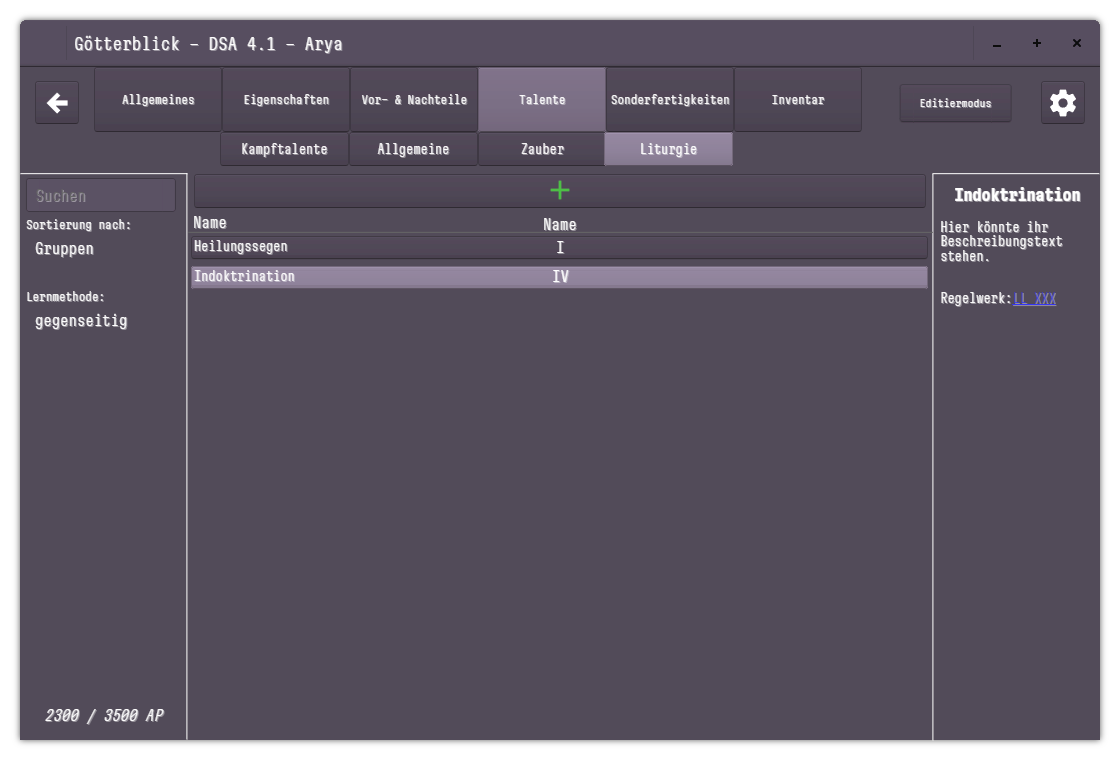 Götterblick - DSA 4.1 - Arya
Allgemeines
Eigenschaften
Vor- & Nachteile
Talente
Sonderfertigkeiten
Inventar
Editiermodus
Kampftalente
Allgemeine
Zauber
Liturgie
Suchen
Sortierung nach:
Gruppen
Lernmethode:
gegenseitig
2300 / 3500 AP
Name Name
Heilungssegen I
Indoktrination IV
Indoktrination
Hier könnte ihr
Beschreibungstext
stehen.
Regelwerk: LL XXX